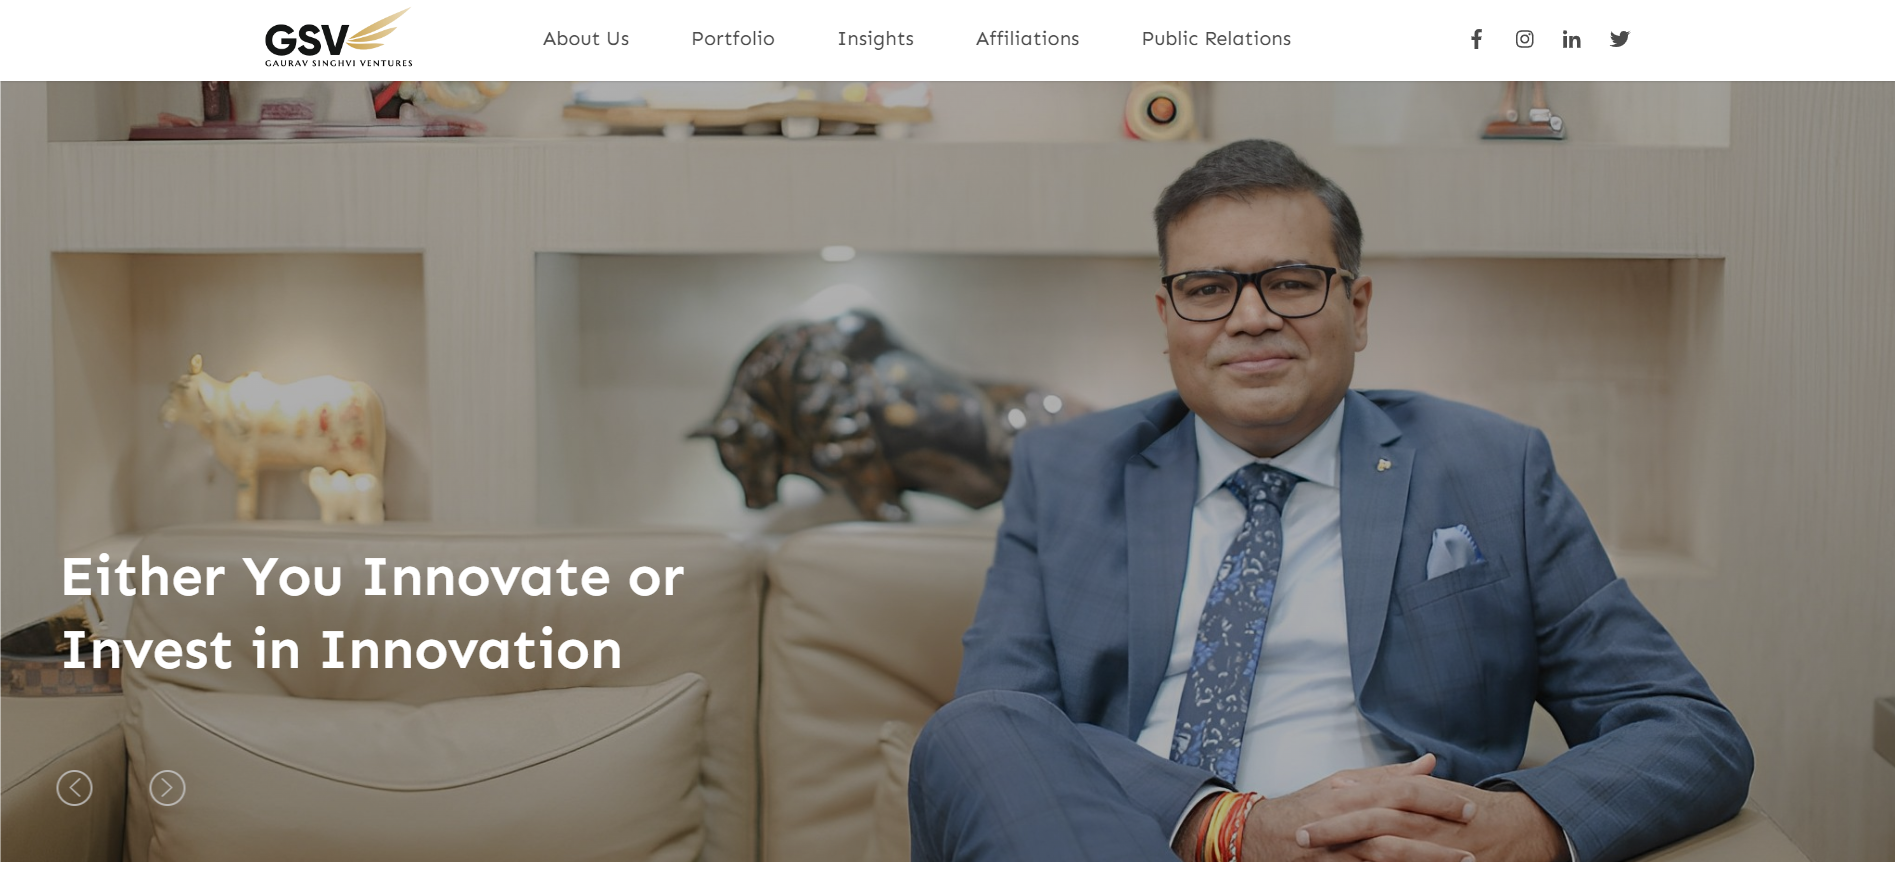 GSV
GAURAV SINGHVI VENTURES
About Us
Portfolio
Insights
Affiliations
Public Relations
Either You Innovate or
Invest in Innovation